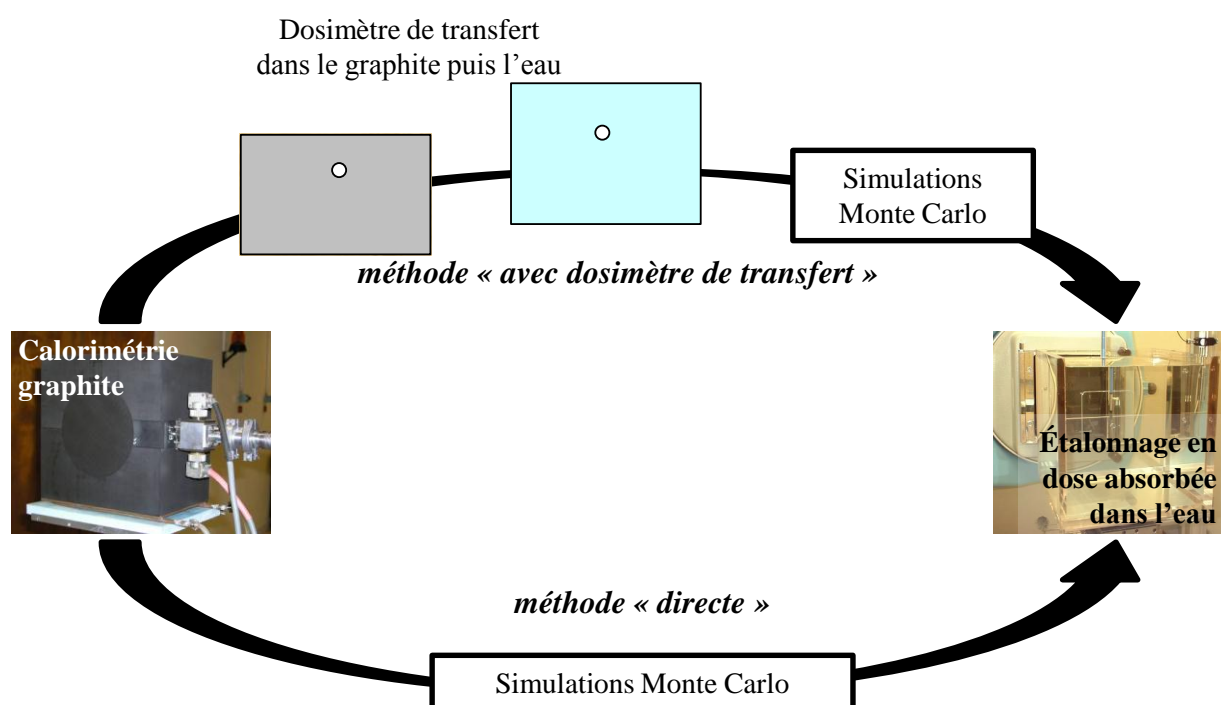 Dosimètre de transfert
dans le graphite puis l’eau
Simulations
Monte Carlo
méthode « avec dosimètre de transfert »
Calorimétrie
graphite
Étalonnage en
dose absorbée
dans l’eau
méthode « directe »
Simulations Monte Carlo